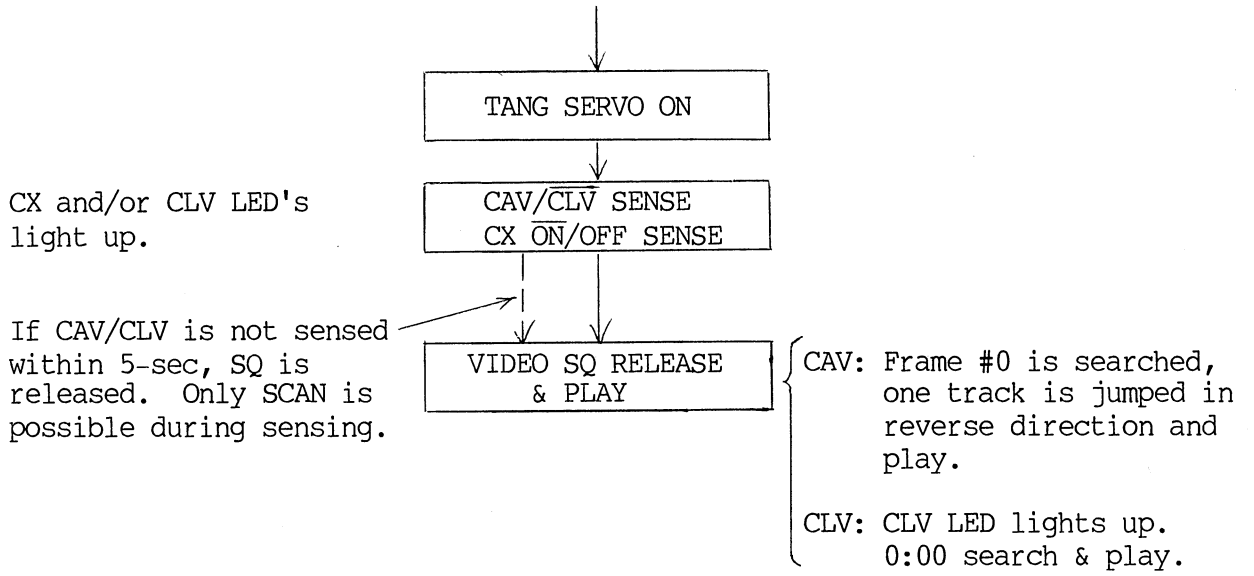 TANG SERVO ON
CX and/or CLV LED's
light up.
CAV/C̅L̅V̅ SENSE
CX O̅N̅/OFF SENSE
If CAV/CLV is not sensed
within 5-sec, SQ is
released. Only SCAN is
possible during sensing.
VIDEO SQ RELEASE
& PLAY
CAV: Frame #0 is searched,
one track is jumped in
reverse direction and
play.
CLV: CLV LED lights up.
0:00 search & play.